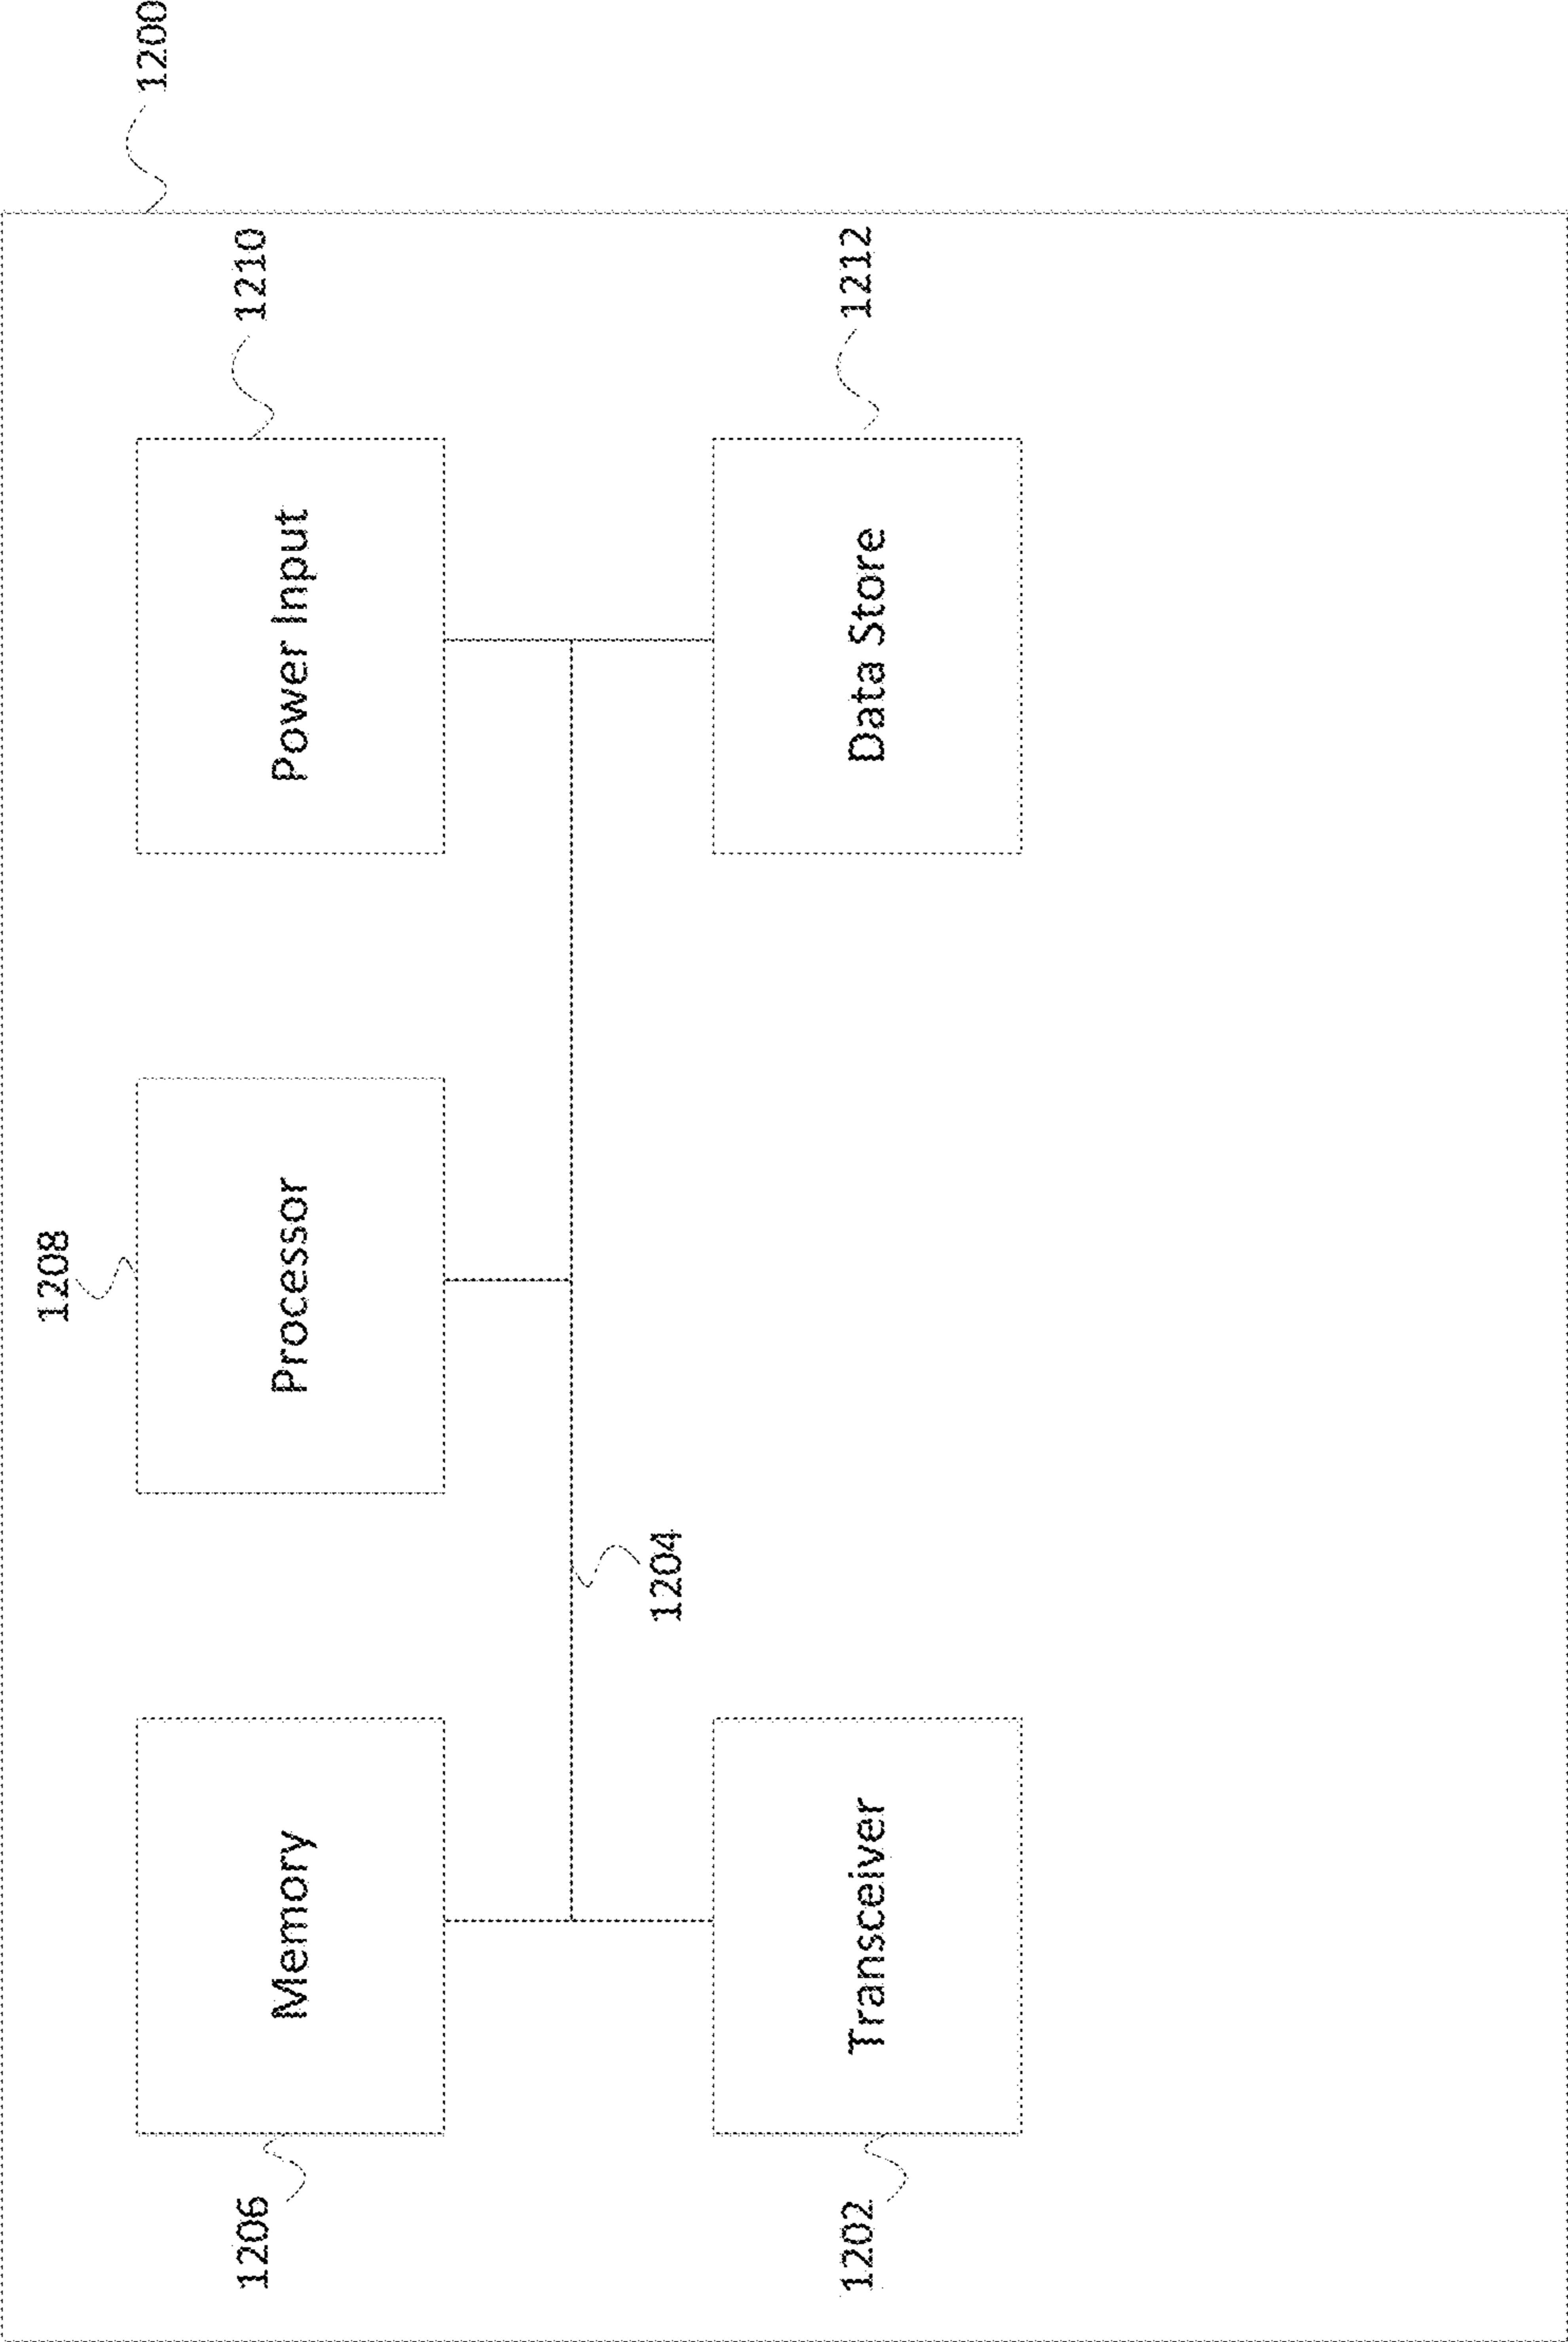 1200
1206
Memory
1208
Processor
Power Input
1210
1204
1202
Transceiver
Data Store
1212